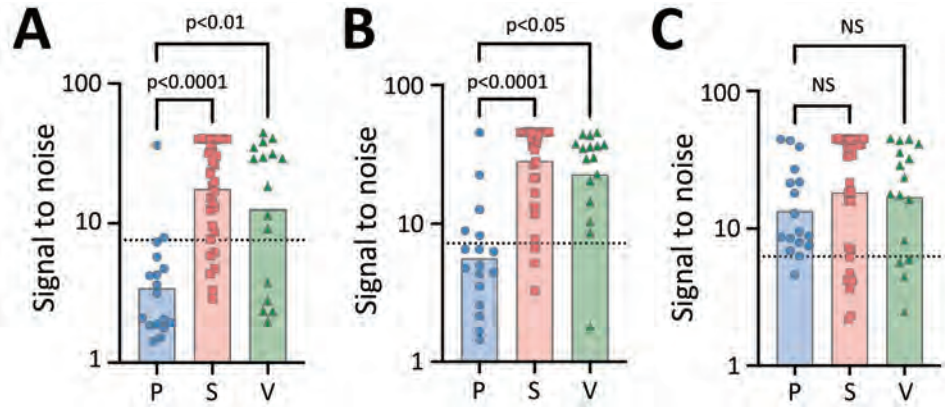 A
p<0.01
p<0.0001
Signal to noise
100
10
1
P S V
B
p<0.05
p<0.0001
Signal to noise
100
10
1
P S V
C
NS
NS
Signal to noise
100
10
1
P S V